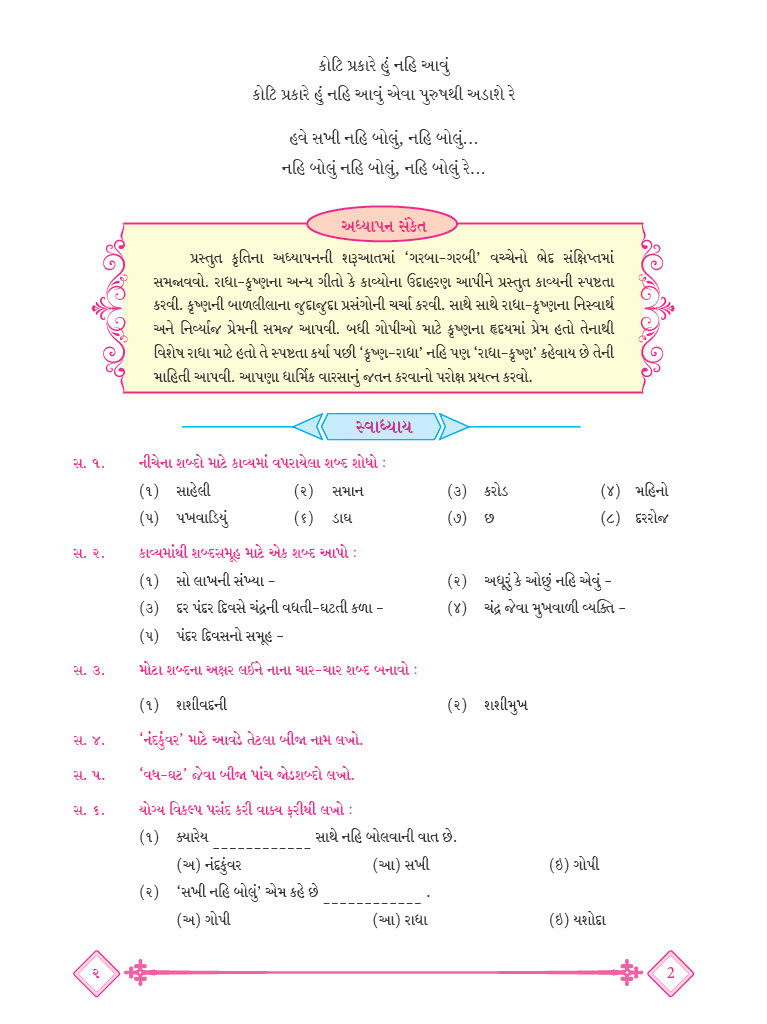 કોટિ પ્રકારે હું નહિ આવું
કોટિ પ્રકારે હું નહિ આવું એવા પુરુષથી અડાશે રે
હવે સખી નહિ બોલું, નહિ બોલું...
નહિ બોલું નહિ બોલું, નહિ બોલું રે...
અધ્યાપન સંકેત
પ્રસ્તુત કૃતિના અધ્યાપનની શરૂઆતમાં ‘ગરબા-ગરબી’ વચ્ચેનો ભેદ સંક્ષિપ્તમાં
સમજાવવો. રાધા-કૃષ્ણના અન્ય ગીતો કે કાવ્યોના ઉદાહરણ આપીને પ્રસ્તુત કાવ્યની સ્પષ્ટતા
કરવી. કૃષ્ણની બાળલીલાના જુદાજુદા પ્રસંગોની ચર્ચા કરવી. સાથે સાથે રાધા-કૃષ્ણના નિસ્વાર્થ
અને નિર્વ્યાજ પ્રેમની સમજ આપવી. બધી ગોપીઓ માટે કૃષ્ણના હૃદયમાં પ્રેમ હતો તેનાથી
વિશેષ રાધા માટે હતો તે સ્પષ્ટતા કર્યા પછી ‘કૃષ્ણ-રાધા’ નહિ પણ ‘રાધા-કૃષ્ણ’ કહેવાય છે તેની
માહિતી આપવી. આપણા ધાર્મિક વારસાનું જતન કરવાનો પરોક્ષ પ્રયત્ન કરવો.
સ્વાધ્યાય
સ. ૧. નીચેના શબ્દો માટે કાવ્યમાં વપરાયેલા શબ્દ શોધો :
(૧) સાહેલી (૨) સમાન (૩) કરોડ (૪) મહિનો
(૫) પખવાડિયું (૬) ડાઘ (૭) છ (૮) દરરોજ
સ. ૨. કાવ્યમાંથી શબ્દસમૂહ માટે એક શબ્દ આપો :
(૧) સો લાખની સંખ્યા - (૨) અધૂરું કે ઓછું નહિ એવું -
(૩) દર પંદર દિવસે ચંદ્રની વધતી-ઘટતી કળા - (૪) ચંદ્ર જેવા મુખવાળી વ્યક્તિ -
(૫) પંદર દિવસનો સમૂહ -
સ. ૩. મોટા શબ્દના અક્ષર લઈને નાના ચાર-ચાર શબ્દ બનાવો :
(૧) શશીવદની (૨) શશીમુખ
સ. ૪. ‘નંદકુંવર’ માટે આવડે તેટલા બીજા નામ લખો.
સ. ૫. ‘વધ-ઘટ’ જેવા બીજા પાંચ જોડશબ્દો લખો.
સ. ૬. યોગ્ય વિકલ્પ પસંદ કરી વાક્ય ફરીથી લખો :
(૧) ક્યારેય ____________ સાથે નહિ બોલવાની વાત છે.
(અ) નંદકુંવર (આ) સખી (ઇ) ગોપી
(૨) ‘સખી નહિ બોલું’ એમ કહે છે ____________ .
(અ) ગોપી (આ) રાધા (ઇ) યશોદા
૨ 2